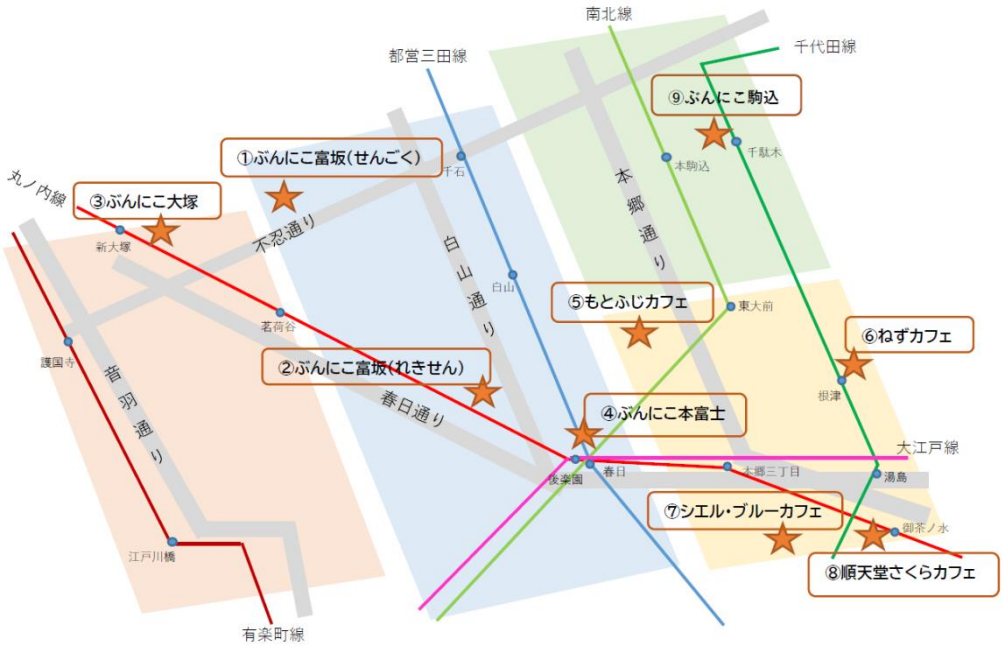 南北線
千代田線
都営三田線
⑨ぶんにこ駒込
①ぶんにこ富坂(せんごく)
千石
本駒込
千駄木
丸ノ内線
③ぶんにこ大塚
本郷通り
新大塚
不忍通り
白山通り
白山
⑤もとふじカフェ
東大前
茗荷谷
⑥ねずカフェ
護国寺
音羽通り
②ぶんにこ富坂(れきせん)
根津
春日通り
④ぶんにこ本富士
大江戸線
後楽園
春日
本郷三丁目
湯島
⑦シエル・ブルーカフェ
御茶ノ水
江戸川橋
⑧順天堂さくらカフェ
有楽町線